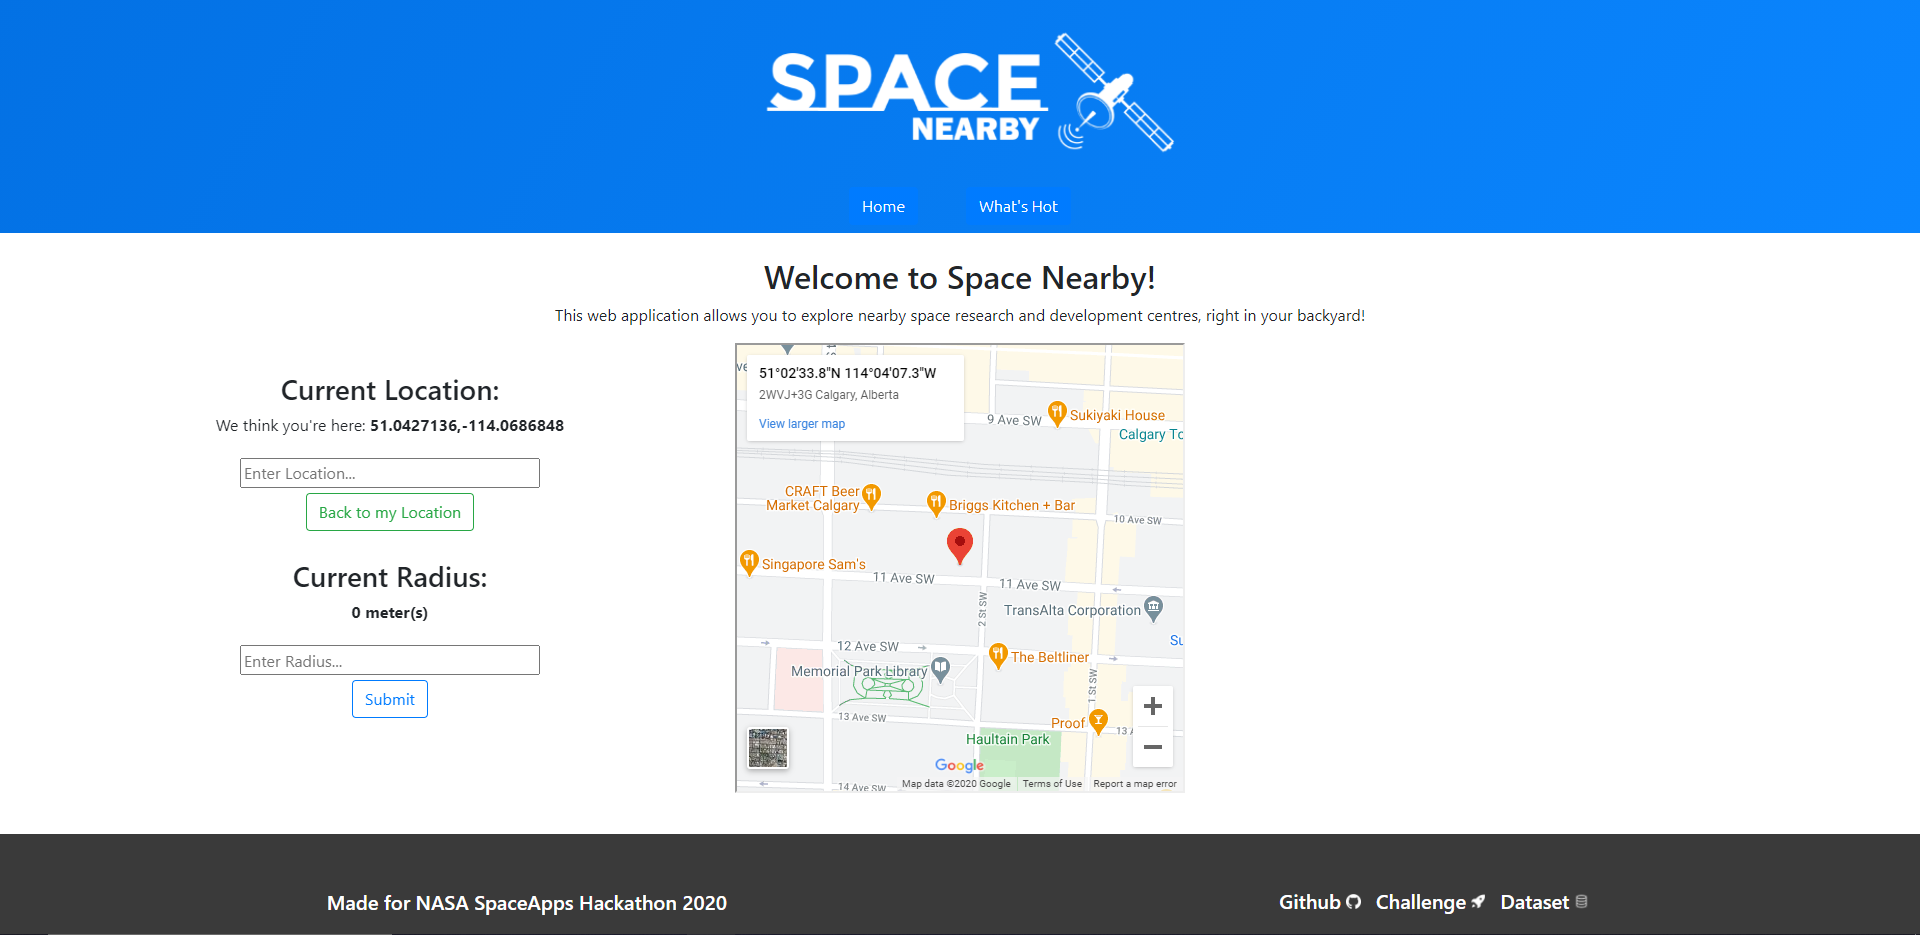 SPACE
NEARBY
Home
What's Hot
Welcome to Space Nearby!
This web application allows you to explore nearby space research and development centres, right in your backyard!
Current Location:
We think you're here: 51.0427136,-114.0686848
Enter Location...
Back to my Location
Current Radius:
0 meter(s)
Enter Radius...
Submit
51°02'33.8"N 114°04'07.3"W
2WVJ+3G Calgary, Alberta
View larger map
9 Ave SW
Sukiyaki House
Calgary To
CRAFT Beer
Market Calgary
Briggs Kitchen + Bar
10 Ave SW
Singapore Sam's
11 Ave SW
11 Ave SW
2 St SW
TransAlta Corporation
Su
12 Ave SW
The Beltliner
Memorial Park Library
1 St SW
13 Ave SW
Proof
13 A
Haultain Park
Google
14 Ave SW
Map data ©2020 Google
Terms of Use
Report a map error
Made for NASA SpaceApps Hackathon 2020
Github
Challenge
Dataset